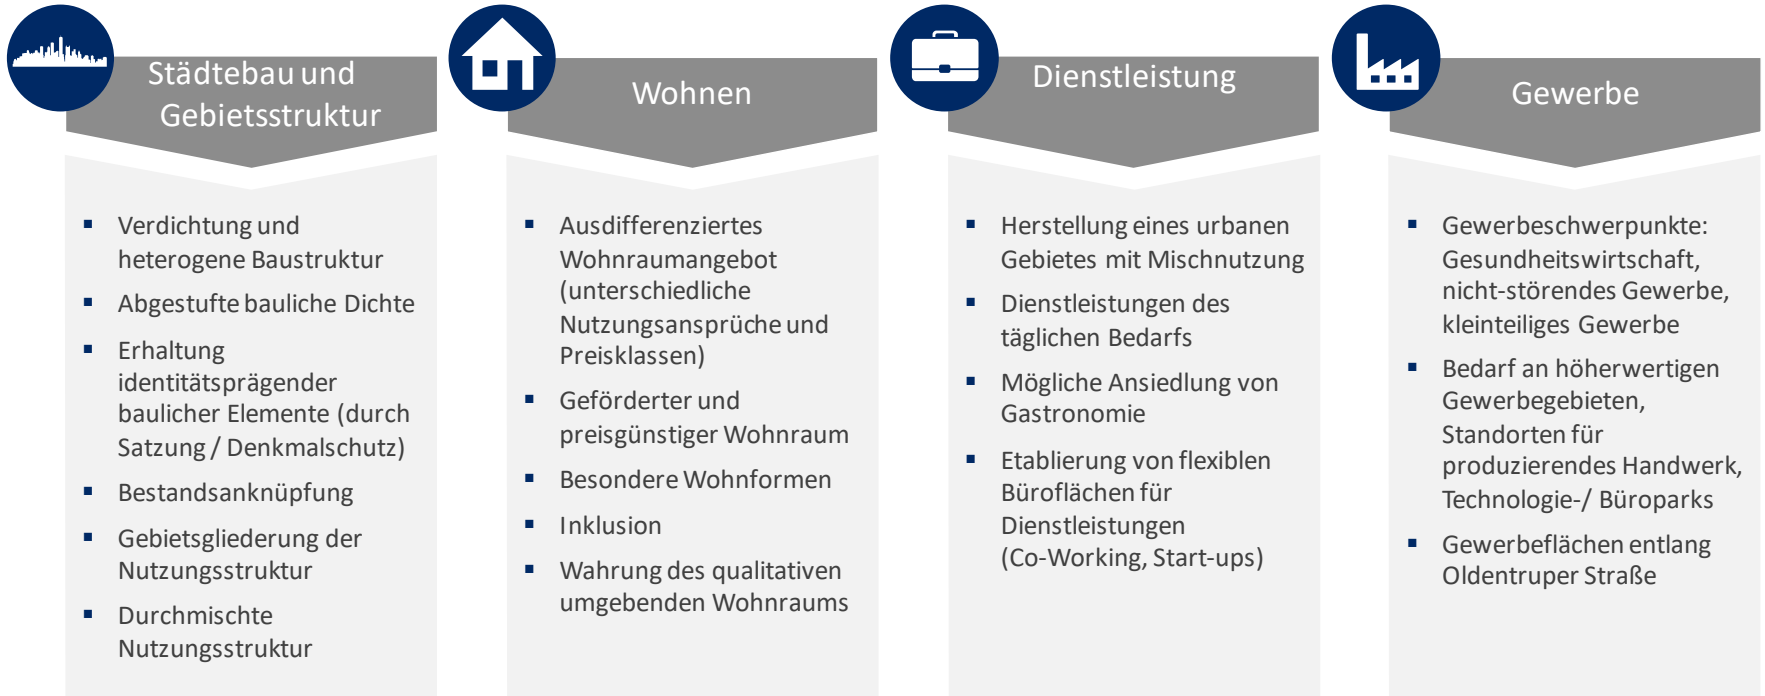 Städtebau und
Gebietsstruktur
Verdichtung und
heterogene Baustruktur
Abgestufte bauliche Dichte
Erhaltung
identitätsprägender
baulicher Elemente (durch
Satzung / Denkmalschutz)
Bestandsanknüpfung
Gebietsgliederung der
Nutzungsstruktur
Durchmischte
Nutzungsstruktur
Wohnen
Ausdifferenziertes
Wohnraumangebot
(unterschiedliche
Nutzungsansprüche und
Preisklassen)
Geförderter und
preisgünstiger Wohnraum
Besondere Wohnformen
Inklusion
Wahrung des qualitativen
umgebenden Wohnraums
Dienstleistung
Herstellung eines urbanen
Gebietes mit Mischnutzung
Dienstleistungen des
täglichen Bedarfs
Mögliche Ansiedlung von
Gastronomie
Etablierung von flexiblen
Büroflächen für
Dienstleistungen
(Co-Working, Start-ups)
Gewerbe
Gewerbeschwerpunkte:
Gesundheitswirtschaft,
nicht-störendes Gewerbe,
kleinteiliges Gewerbe
Bedarf an höherwertigen
Gewerbegebieten,
Standorten für
produzierendes Handwerk,
Technologie-/ Büroparks
Gewerbeflächen entlang
Oldentruper Straße